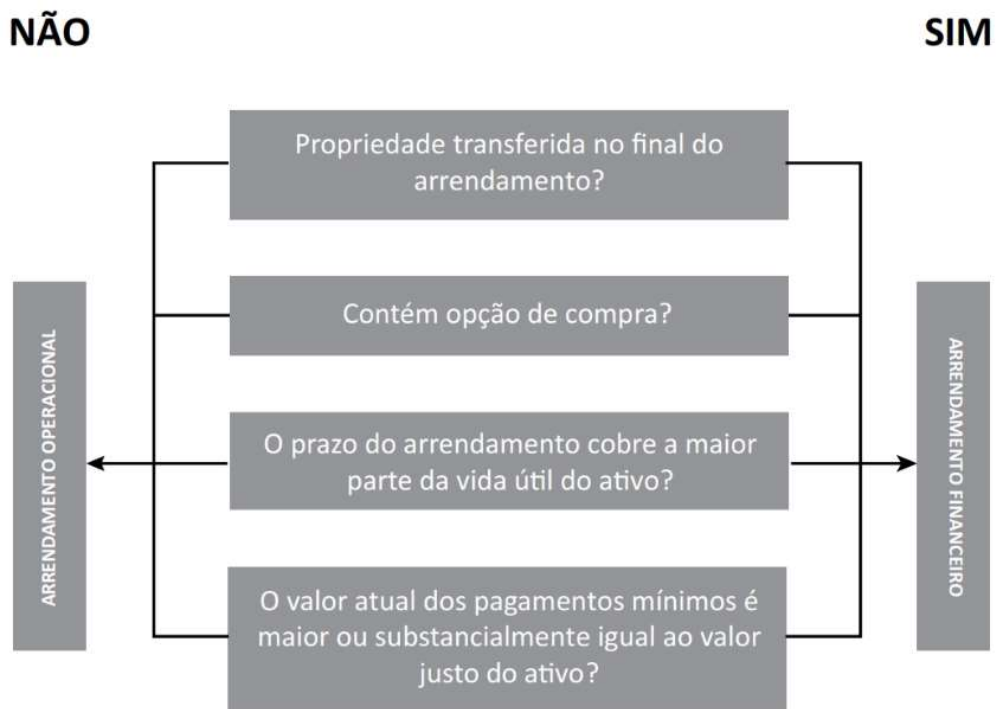 NÃO
SIM
Propriedade transferida no final do
arrendamento?
Contém opção de compra?
O prazo do arrendamento cobre a maior
parte da vida útil do ativo?
O valor atual dos pagamentos mínimos é
maior ou substancialmente igual ao valor
justo do ativo?
ARRENDAMENTO OPERACIONAL
ARRENDAMENTO FINANCEIRO